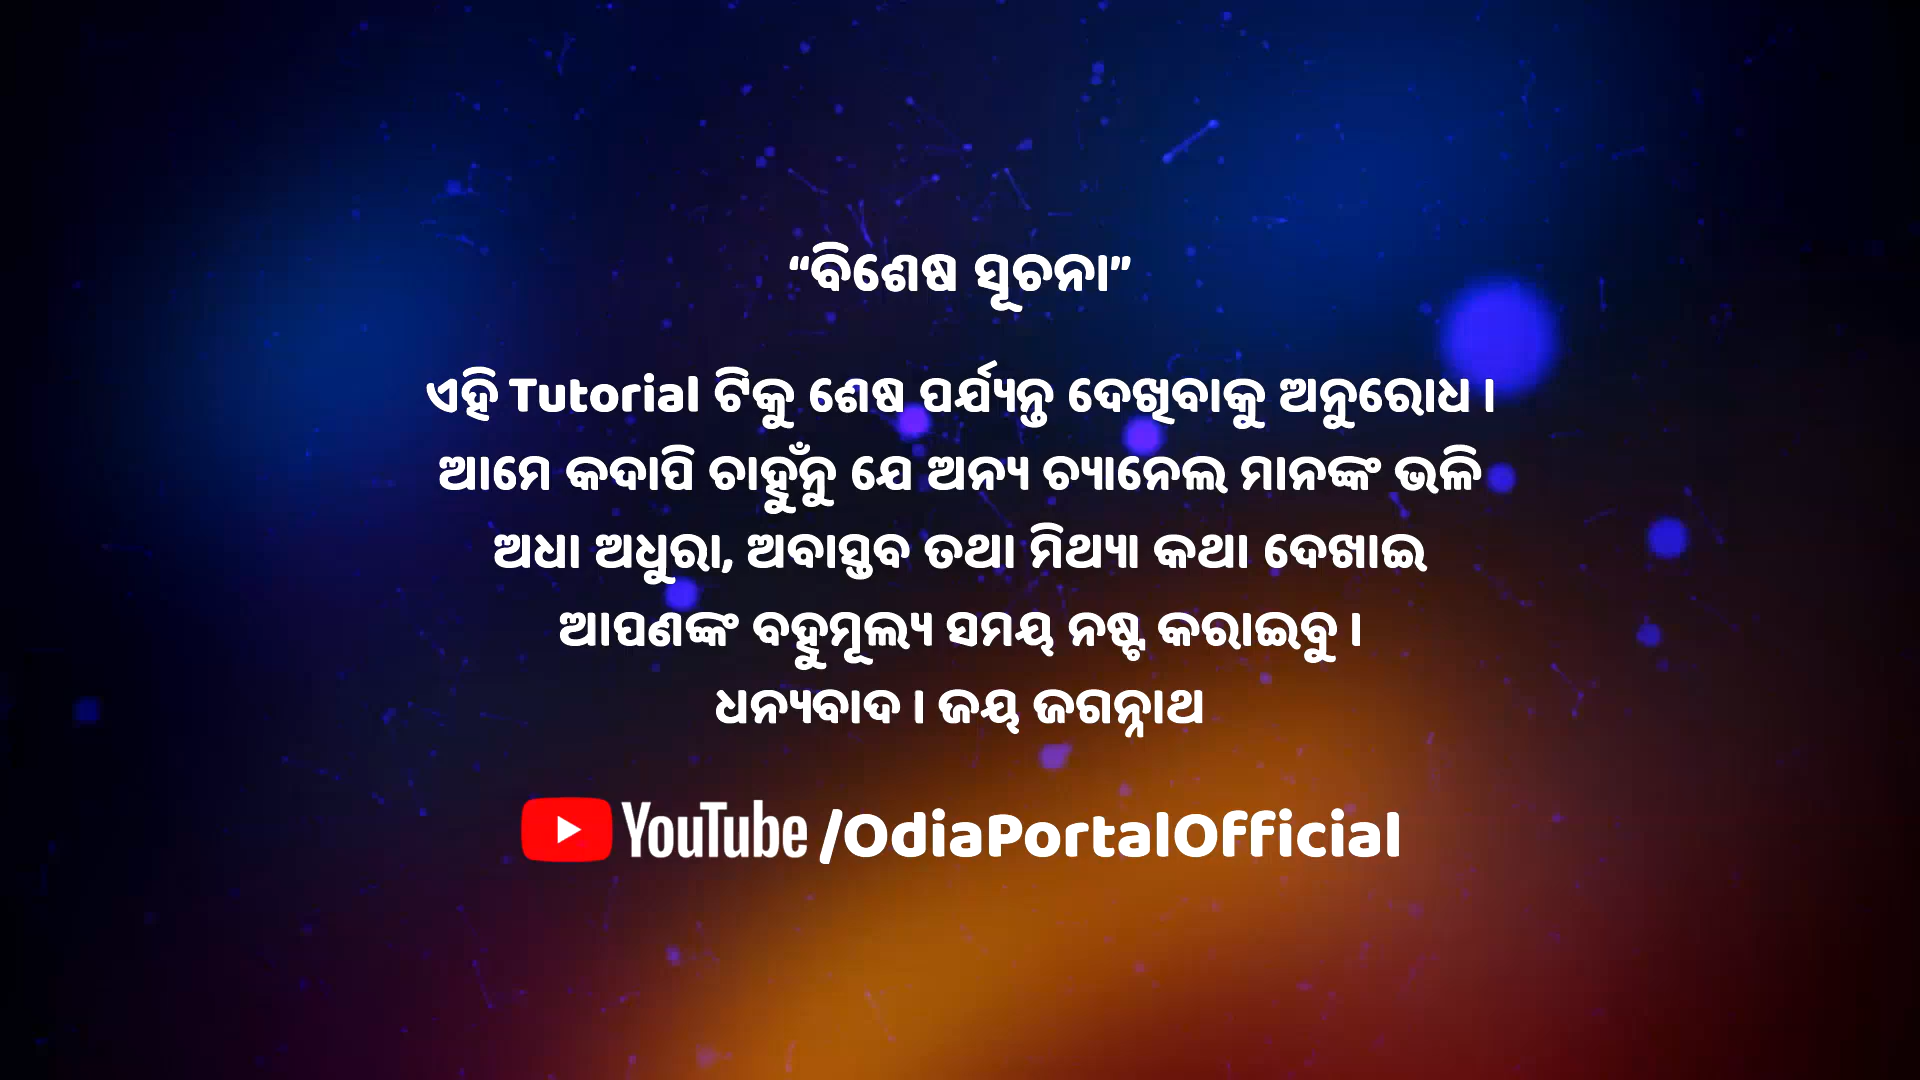 “ବିଶେଷ ସୂଚନା”
ଏହି Tutorial ଟିକୁ ଶେଷ ପର୍ଯ୍ୟନ୍ତ ଦେଖିବାକୁ ଅନୁରୋଧ ।
ଆମେ କଦାପି ଚାହୁଁନୁ ଯେ ଅନ୍ୟ ଚ୍ୟାନେଲ ମାନଙ୍କ ଭଳି
ଅଧା ଅଧୁରା, ଅବାସ୍ତବ ତଥା ମିଥ୍ୟା କଥା ଦେଖାଇ
ଆପଣଙ୍କ ବହୁମୂଲ୍ୟ ସମୟ ନଷ୍ଟ କରାଇବୁ ।
ଧନ୍ୟବାଦ । ଜୟ ଜଗନ୍ନାଥ
YouTube /OdiaPortalOfficial